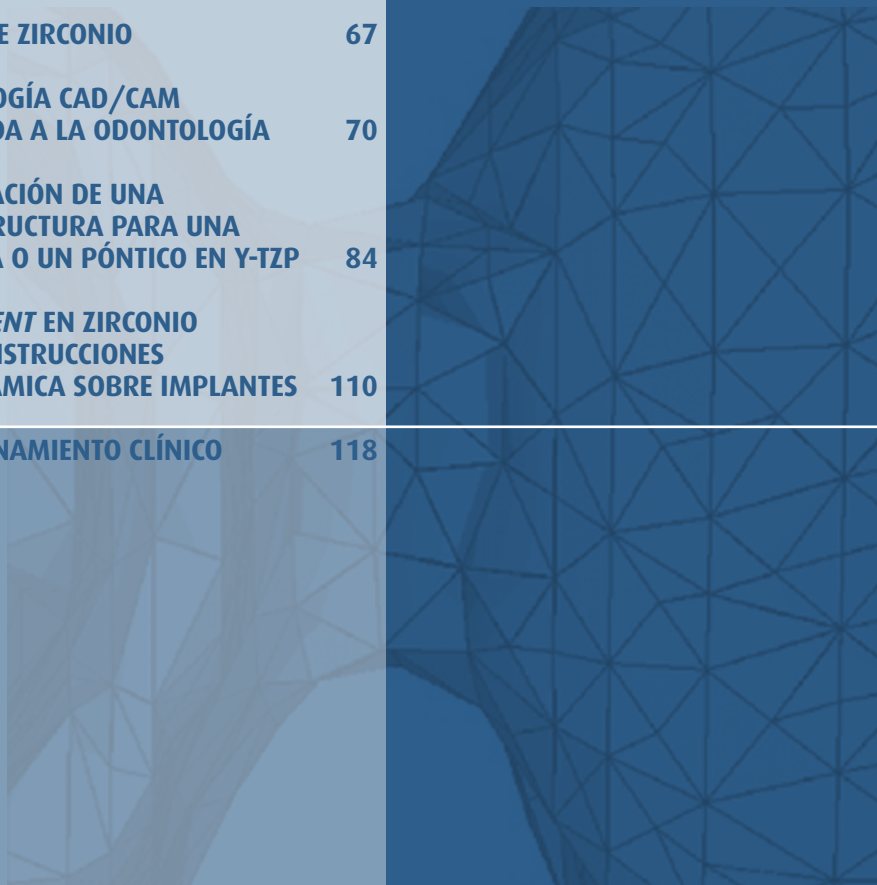 E ZIRCONIO 67
OGÍA CAD/CAM
DA A LA ODONTOLOGÍA 70
ACIÓN DE UNA
RUCTURA PARA UNA
A O UN PÓNTICO EN Y-TZP 84
ENT EN ZIRCONIO
NSTRUCCIONES
ÁMICA SOBRE IMPLANTES 110
NAMIENTO CLÍNICO 118